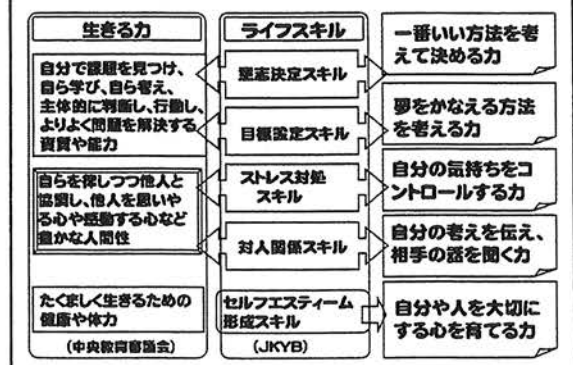 生きる力
自分で課題を見つけ、
自ら学び、自ら考え、
主体的に判断し、行動し、
よりよく問題を解決する
資質や能力
自らを律しつつ他人と
協調し、他人を思いや
る心や感動する心など
豊かな人間性
たくましく生きるための
健康や体力
(中央教育審議会)
ライフスキル
意志決定スキル
目標設定スキル
ストレス対処
スキル
対人関係スキル
セルフエスティーム
形成スキル
(JKYB)
一番いい方法を考
えて決める力
夢をかなえる方法
を考える力
自分の気持ちをコ
ントロールする力
自分の考えを伝え、
相手の話を聞く力
自分や人を大切に
する心を育てる力